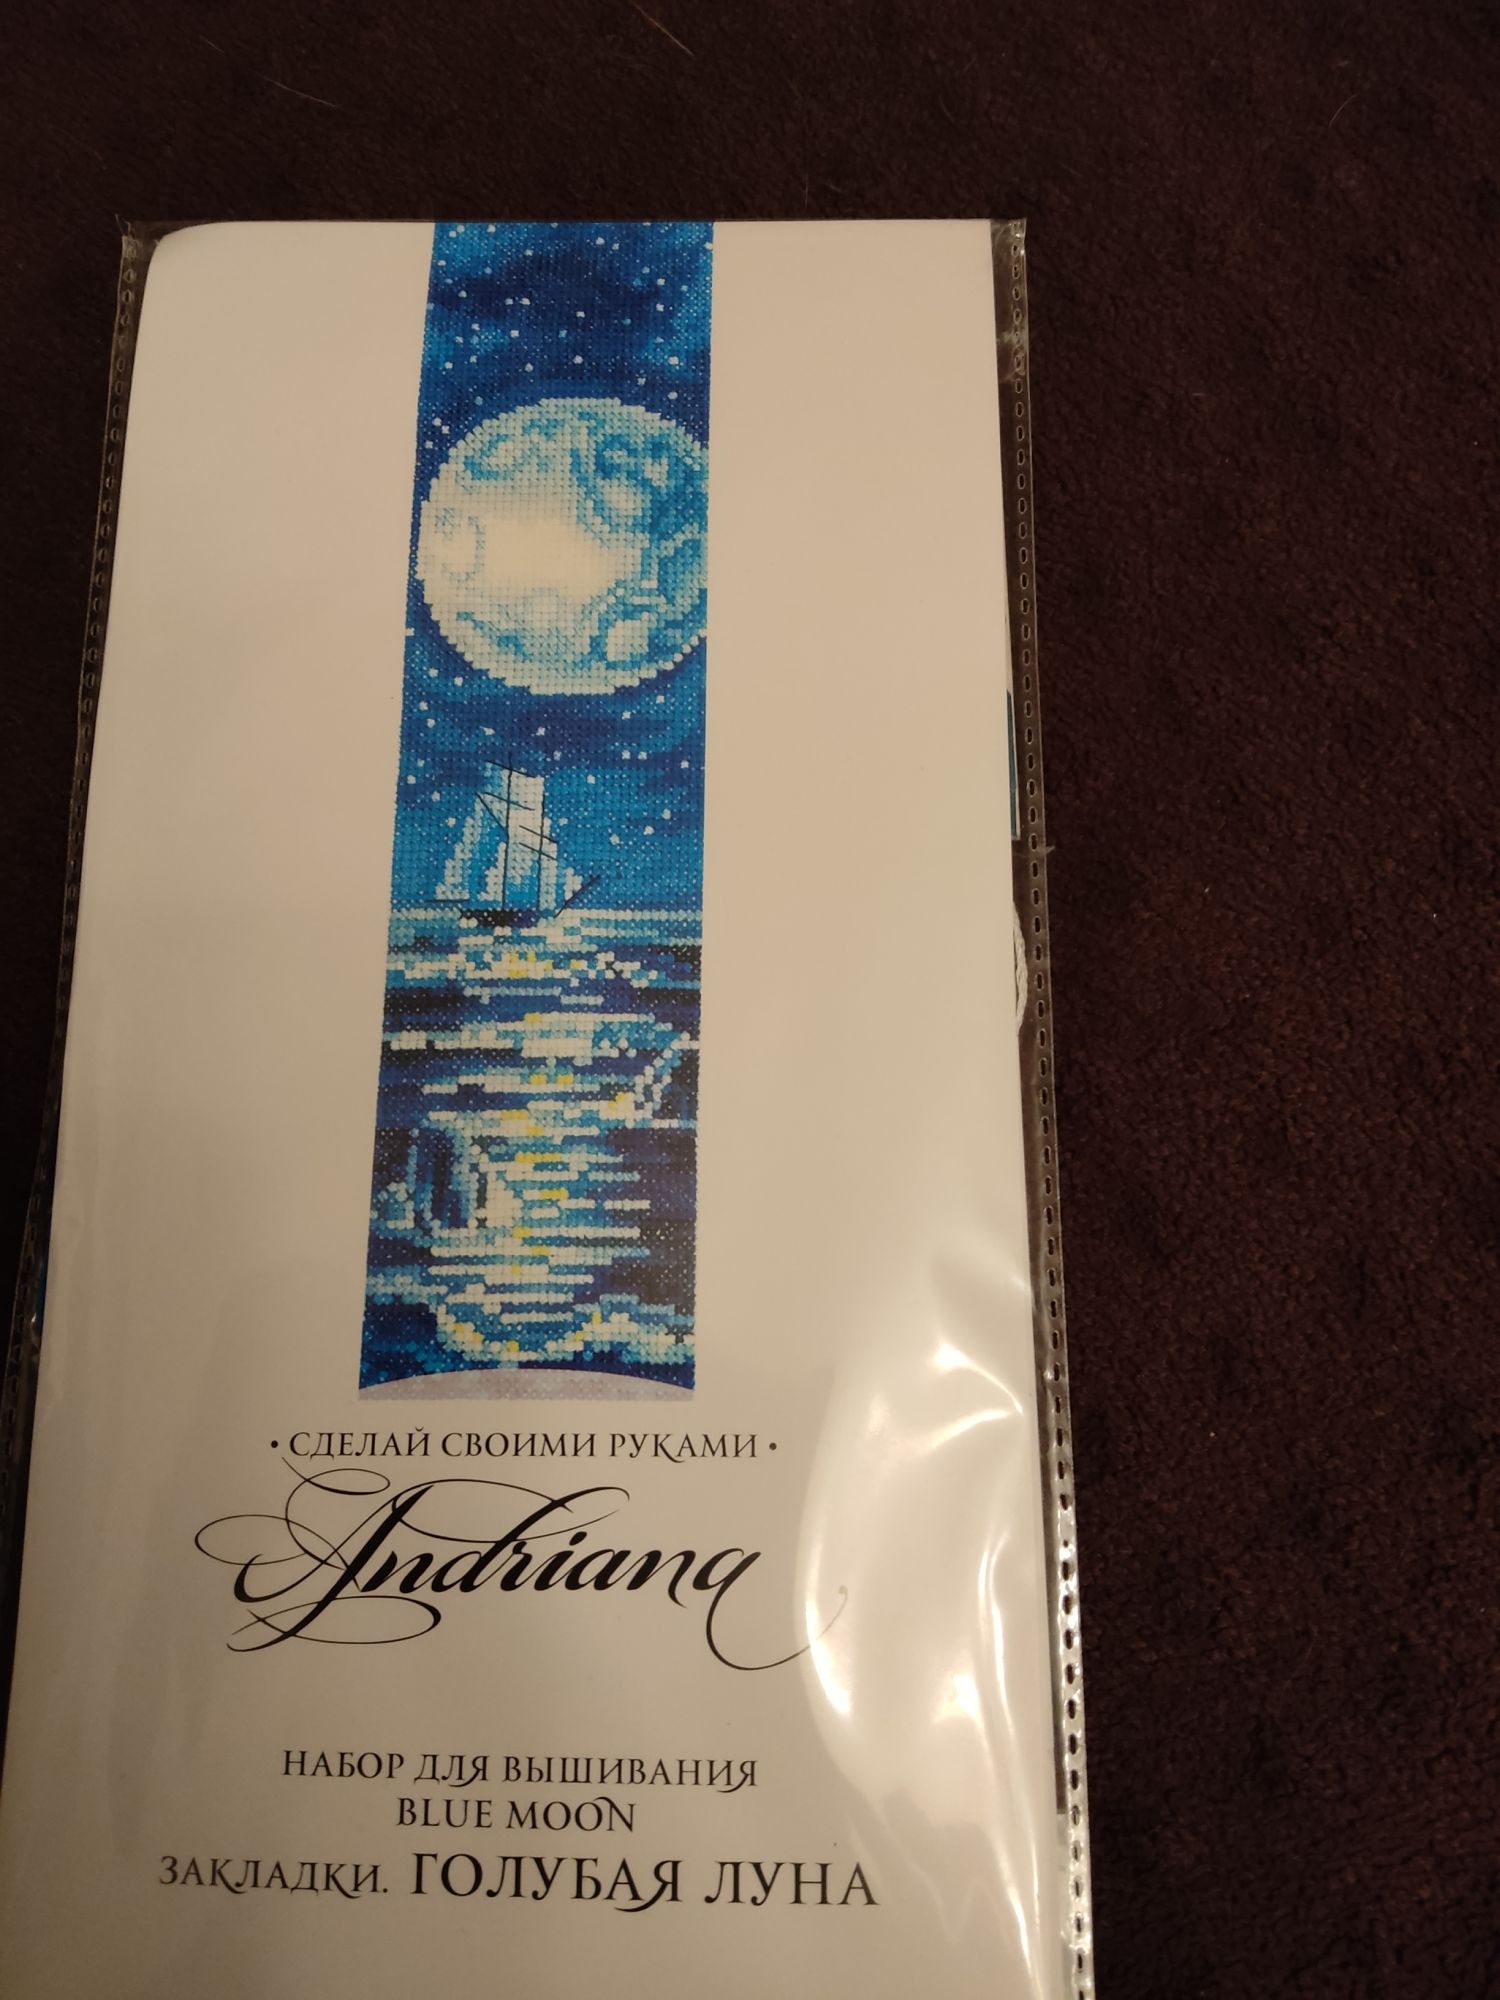 • СДЕЛАЙ СВОИМИ РУКАМИ •
Andriana
НАБОР ДЛЯ ВЫШИВАНИЯ
BLUE MOON
ЗАКЛАДКИ. ГОЛУБАЯ ЛУНА